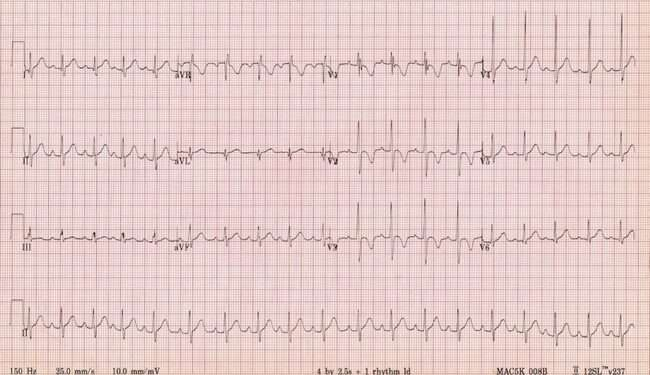 I aVR V1 V4
II aVL V2 V5
III aVF V3 V6
II
150 Hz 25.0 mm/s 10.0 mm/mV 4 by 2.5s + 1 rhythm ld MAC5K 008B 12SL™ v237